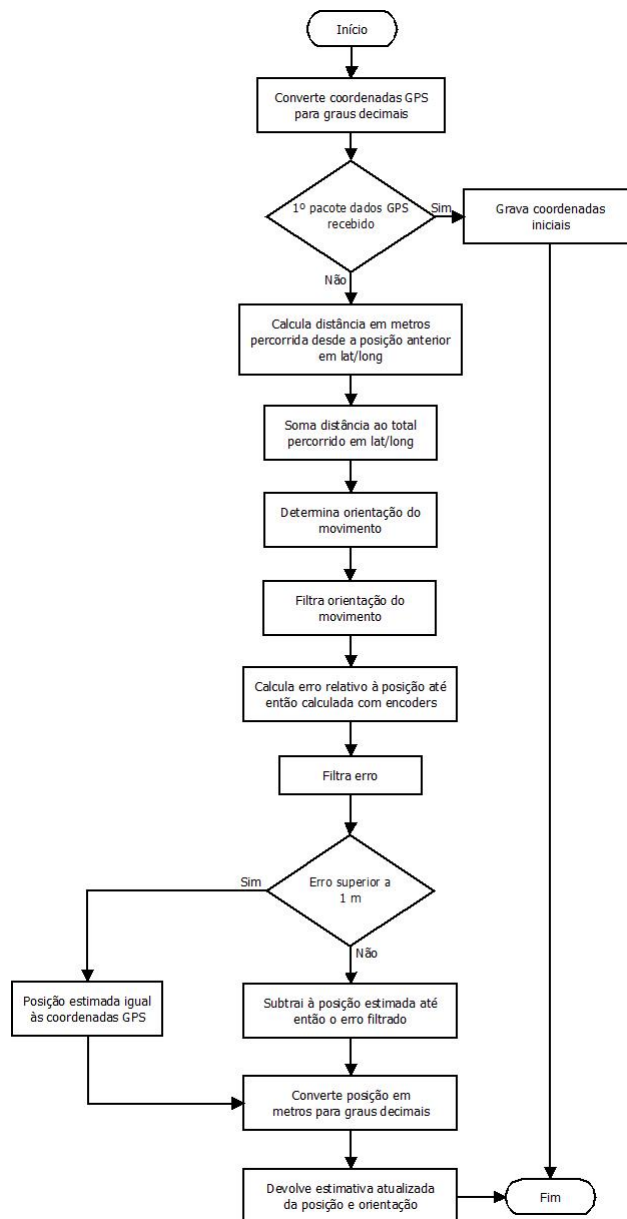 Início
Converte coordenadas GPS
para graus decimais
1º pacote dados GPS
recebido
Sim
Grava coordenadas
iniciais
Não
Calcula distância em metros
percorrida desde a posição anterior
em lat/long
Soma distância ao total
percorrido em lat/long
Determina orientação do
movimento
Filtra orientação do
movimento
Calcula erro relativo à posição até
então calculada com encoders
Filtra erro
Sim
Erro superior a
1 m
Não
Posição estimada igual
às coordenadas GPS
Subtrai à posição estimada até
então o erro filtrado
Converte posição em
metros para graus decimais
Devolve estimativa atualizada
da posição e orientação
Fim